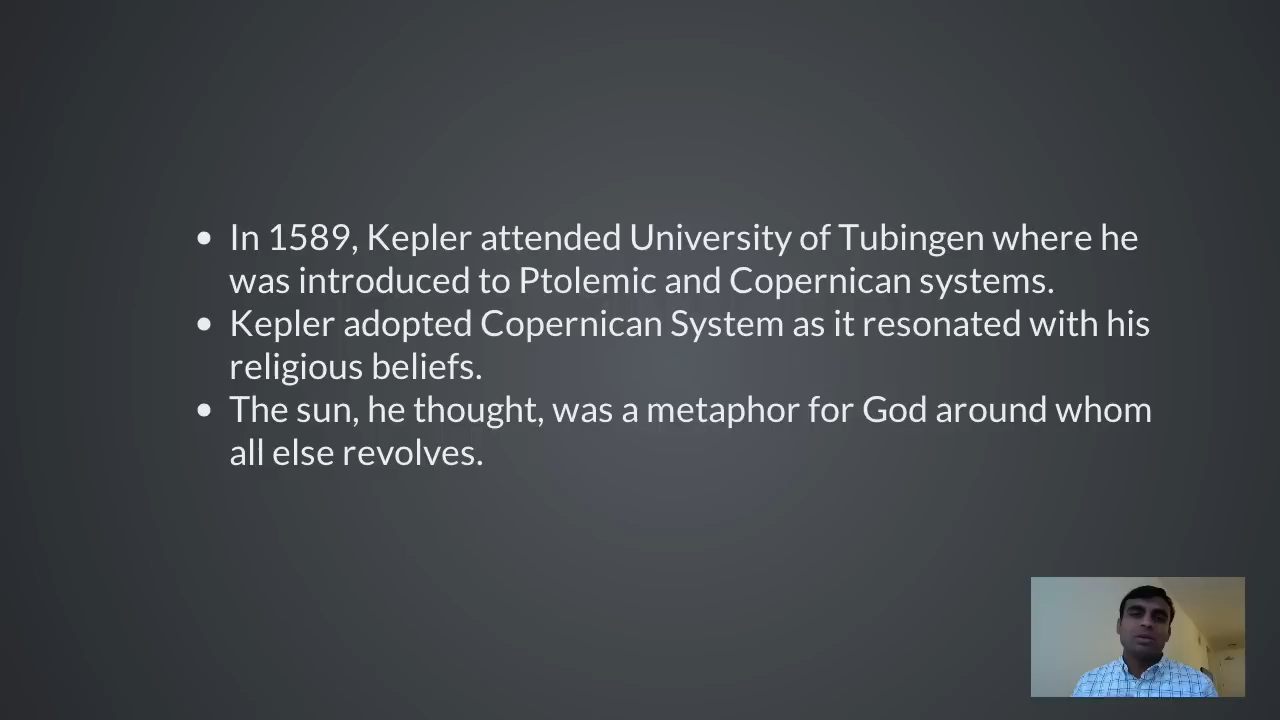 • In 1589, Kepler attended University of Tubingen where he
was introduced to Ptolemic and Copernican systems.
• Kepler adopted Copernican System as it resonated with his
religious beliefs.
• The sun, he thought, was a metaphor for God around whom
all else revolves.